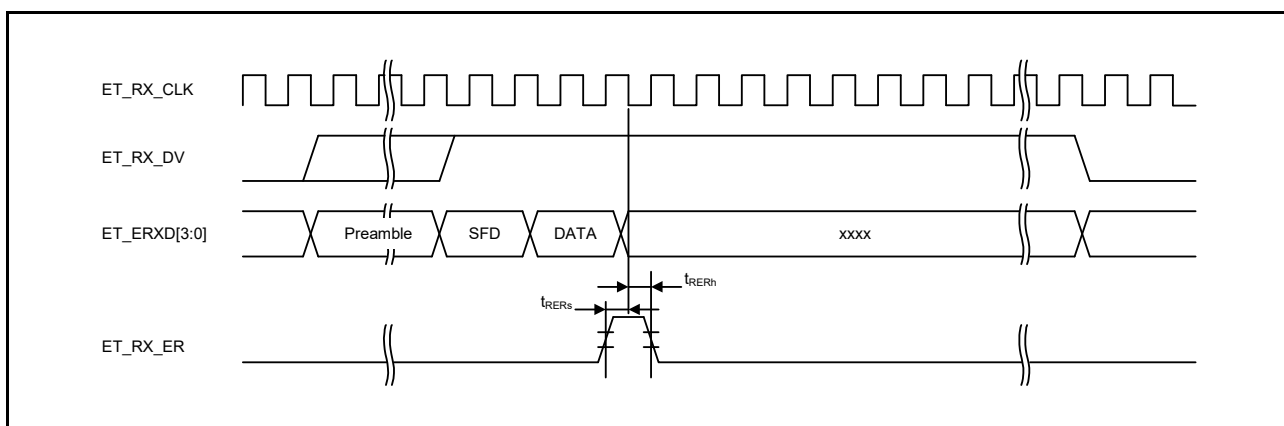 ET_RX_CLK
ET_RX_DV
ET_ERXD[3:0]
Preamble
SFD
DATA
xxxx
tRERs
tRERh
ET_RX_ER